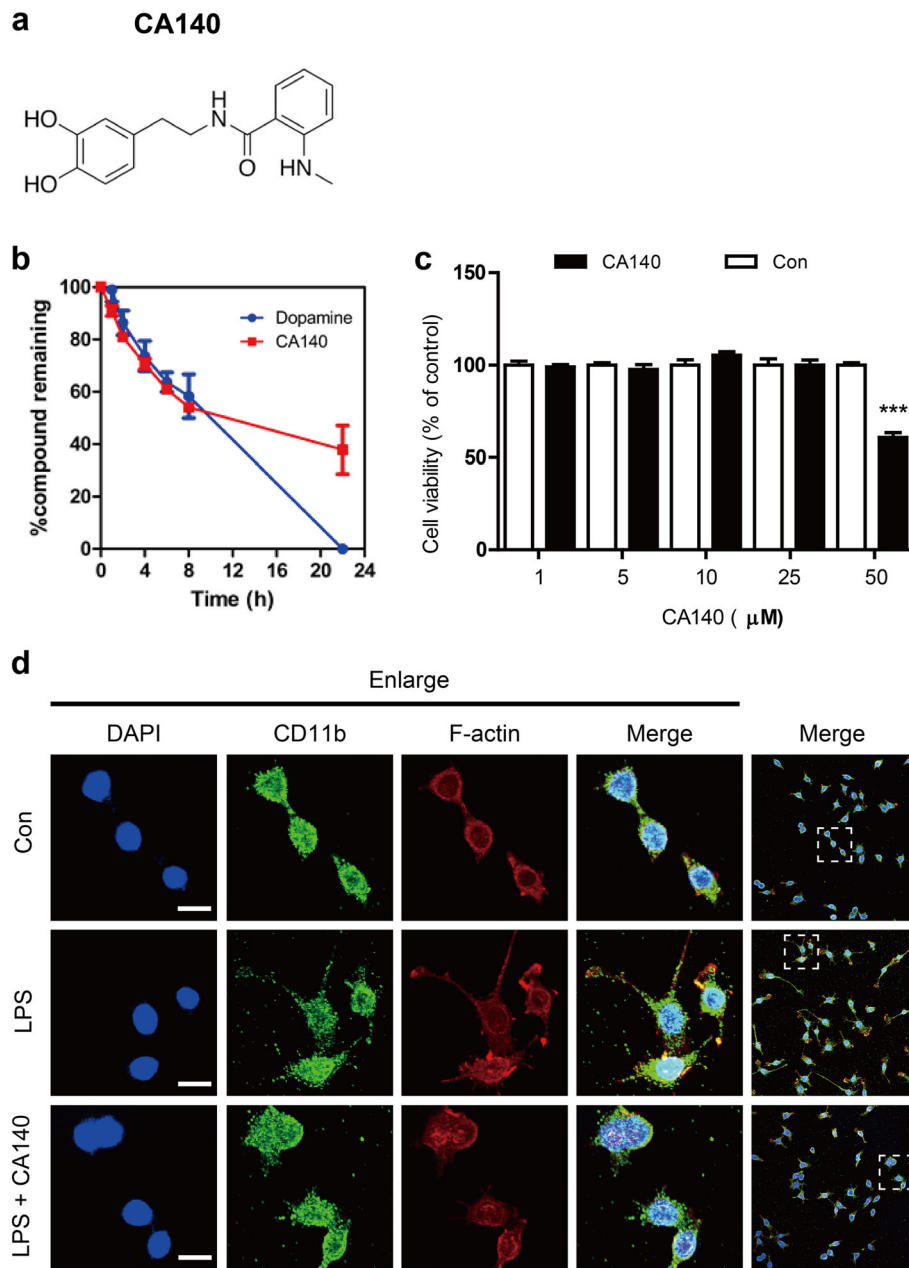 a
CA140
HO
HO
H
N
O
HN
b
%compound remaining
100
80
60
40
20
0
0 4 8 12 16 20 24
Time (h)
Dopamine
CA140
c
CA140
Con
Cell viability (% of control)
150
100
50
0
***
1 5 10 25 50
CA140 ( μM)
d
Enlarge
DAPI CD11b F-actin Merge Merge
Con
LPS
LPS + CA140